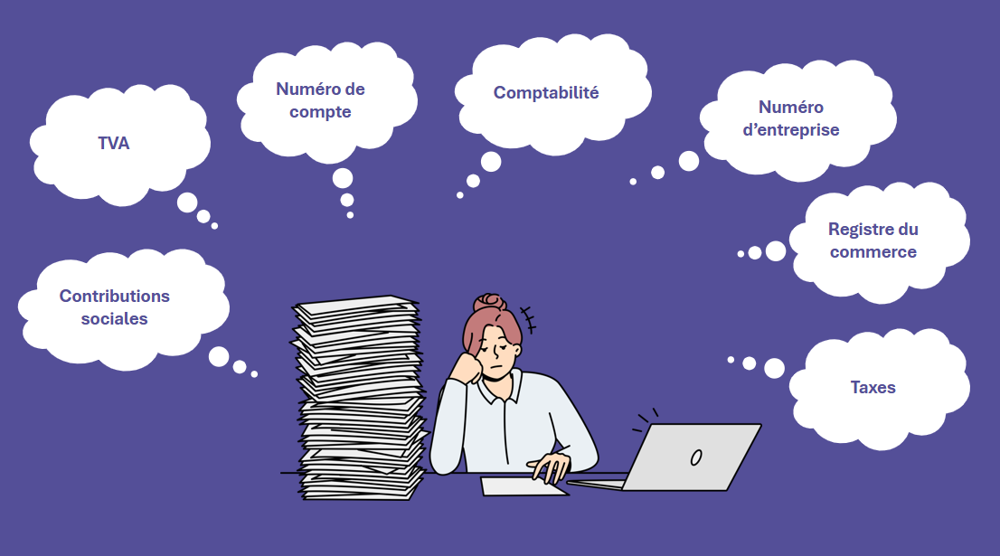 TVA
Numéro de
compte
Comptabilité
Numéro
d’entreprise
Registre du
commerce
Contributions
sociales
Taxes